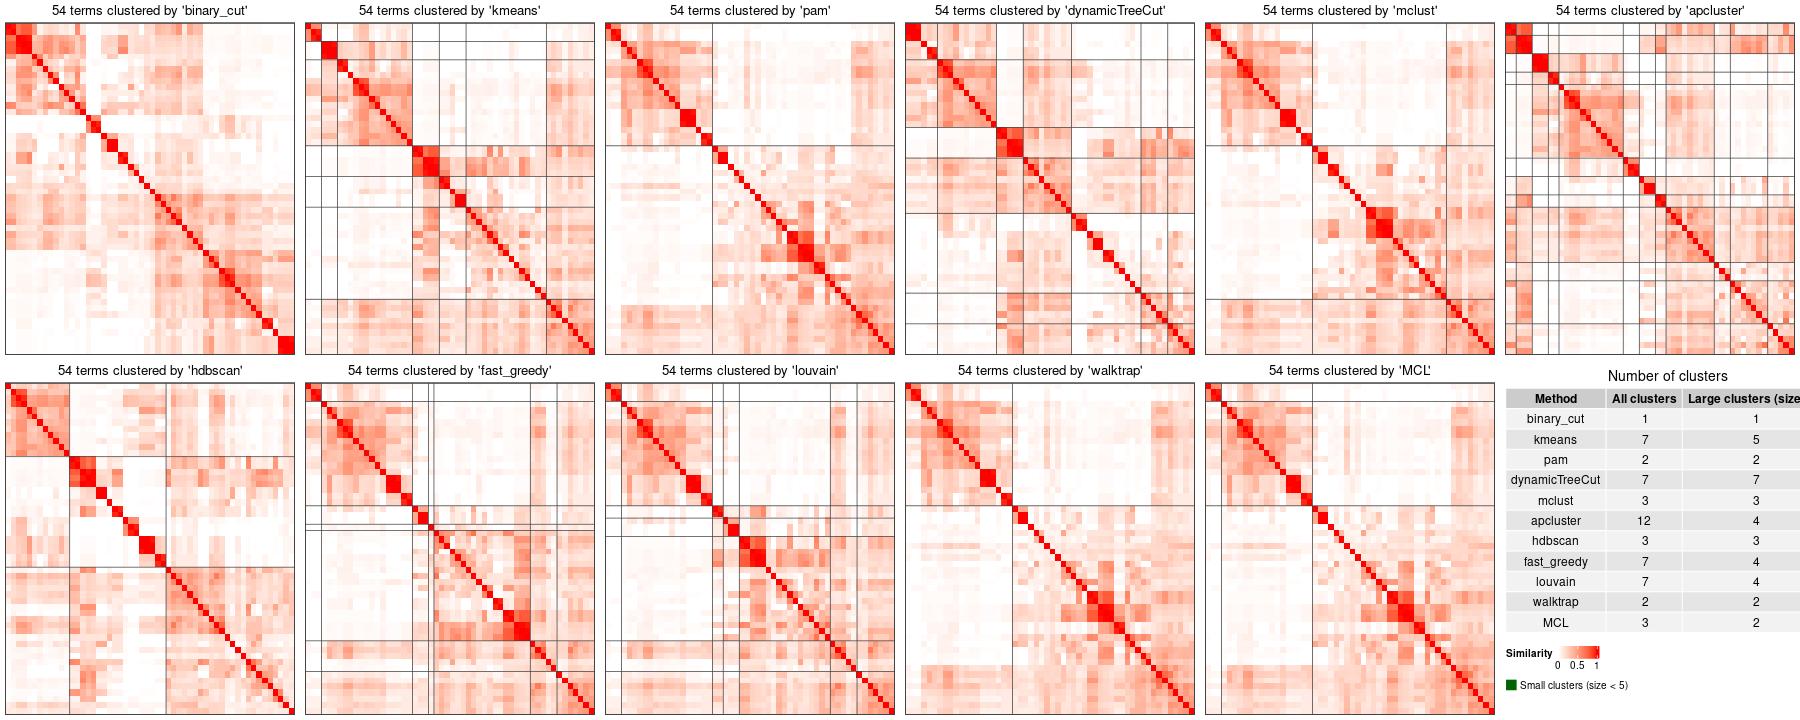 54 terms clustered by 'binary_cut'
54 terms clustered by 'kmeans'
54 terms clustered by 'pam'
54 terms clustered by 'dynamicTreeCut'
54 terms clustered by 'mclust'
54 terms clustered by 'apcluster'
54 terms clustered by 'hdbscan'
54 terms clustered by 'fast_greedy'
54 terms clustered by 'louvain'
54 terms clustered by 'walktrap'
54 terms clustered by 'MCL'
Number of clusters
Method All clusters Large clusters (size
binary_cut 1 1
kmeans 7 5
pam 2 2
dynamicTreeCut 7 7
mclust 3 3
apcluster 12 4
hdbscan 3 3
fast_greedy 7 4
louvain 7 4
walktrap 2 2
MCL 3 2
Similarity
0 0.5 1
Small clusters (size < 5)